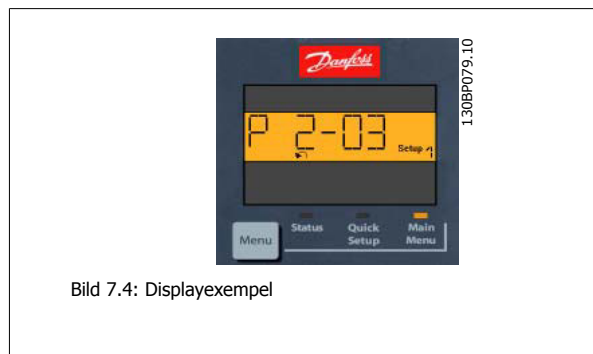 Danfoss
130BP079.10
P 2-03
Setup 1
Menu
Status
Quick Setup
Main Menu
Bild 7.4: Displayexempel